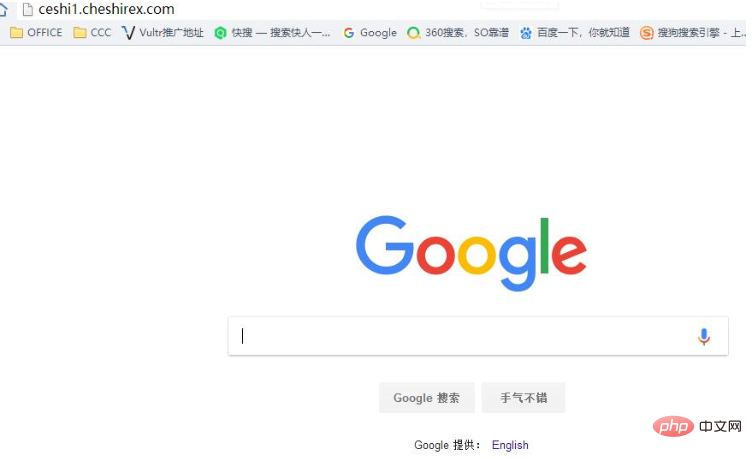 ceshi1.cheshirex.com
OFFICE CCC Vultr推广地址 快搜 — 搜索快人一... Google 360搜索，SO靠谱 百度一下，你就知道 搜狗搜索引擎 - 上...
Google
Google 搜索 手气不错
php 中文网
Google 提供： English